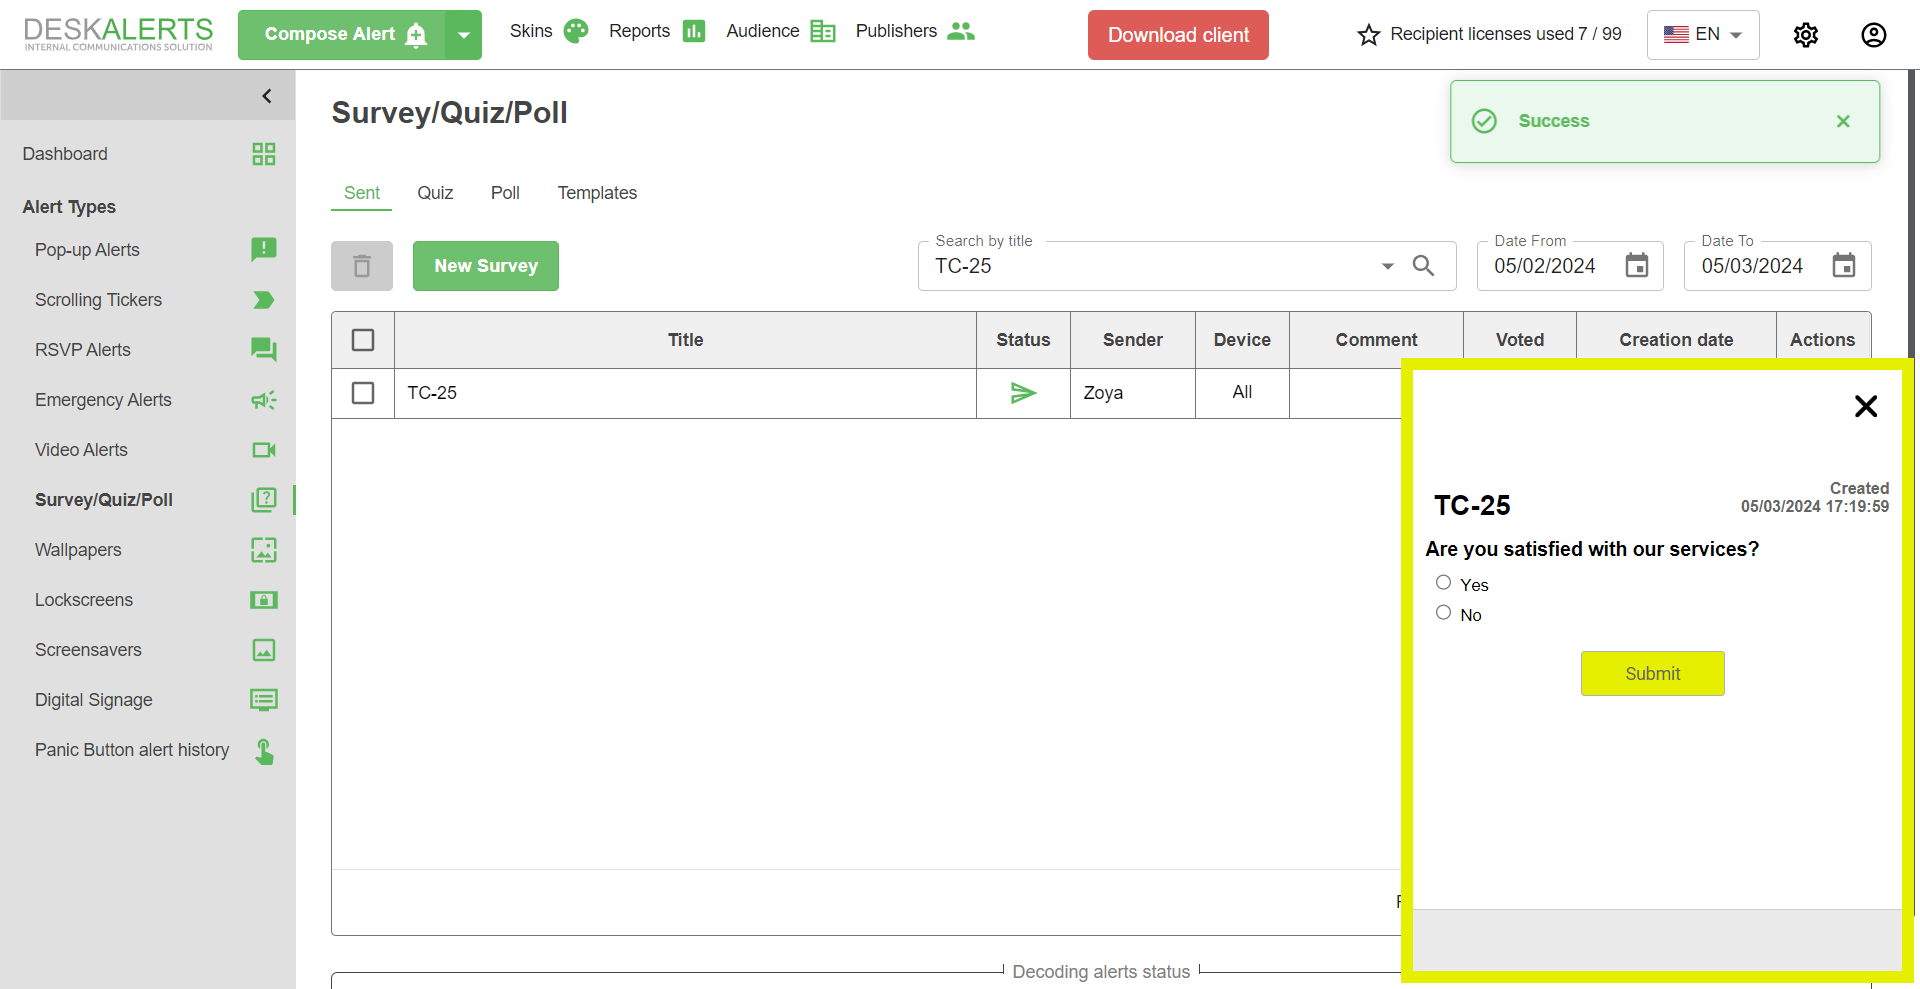 DESKALERTS
INTERNAL COMMUNICATIONS SOLUTION
Compose Alert
Skins
Reports
Audience
Publishers
Download client
Recipient licenses used 7 / 99
EN
Dashboard
Alert Types
Pop-up Alerts
Scrolling Tickers
RSVP Alerts
Emergency Alerts
Video Alerts
Survey/Quiz/Poll
Wallpapers
Lockscreens
Screensavers
Digital Signage
Panic Button alert history
Survey/Quiz/Poll
Success
Sent
Quiz
Poll
Templates
New Survey
Search by title
TC-25
Date From
05/02/2024
Date To
05/03/2024
Title
Status
Sender
Device
Comment
Voted
Creation date
Actions
TC-25
Zoya
All
Created
05/03/2024 17:19:59
TC-25
Are you satisfied with our services?
Yes
No
Submit
Decoding alerts status